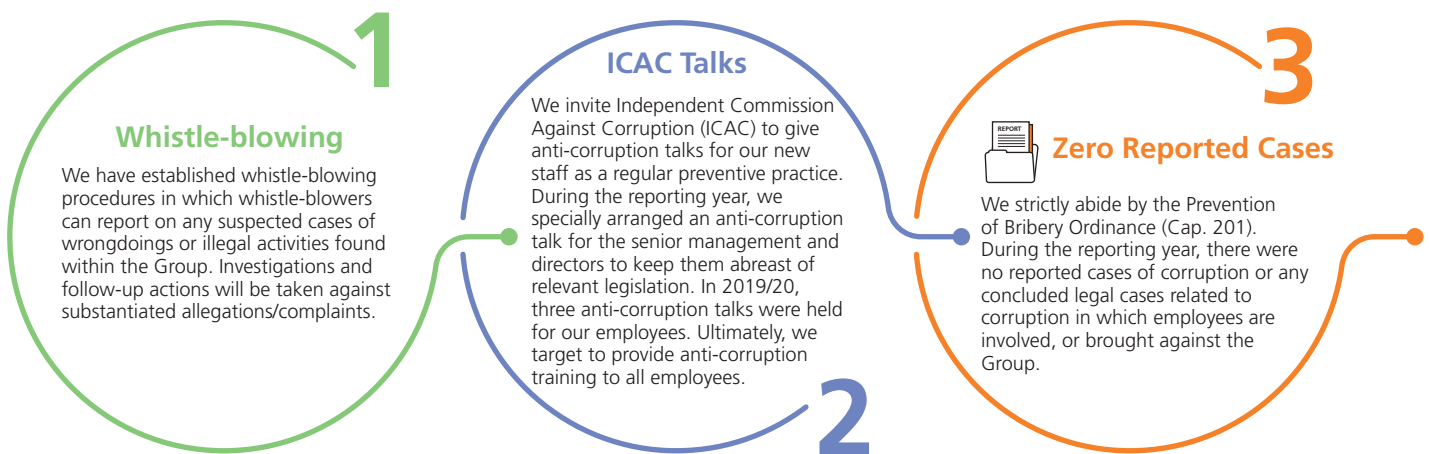 1
Whistle-blowing
We have established whistle-blowing
procedures in which whistle-blowers
can report on any suspected cases of
wrongdoings or illegal activities found
within the Group. Investigations and
follow-up actions will be taken against
substantiated allegations/complaints.
ICAC Talks
We invite Independent Commission
Against Corruption (ICAC) to give
anti-corruption talks for our new
staff as a regular preventive practice.
During the reporting year, we
specially arranged an anti-corruption
talk for the senior management and
directors to keep them abreast of
relevant legislation. In 2019/20,
three anti-corruption talks were held
for our employees. Ultimately, we
target to provide anti-corruption
training to all employees.
2
3
REPORT
Zero Reported Cases
We strictly abide by the Prevention
of Bribery Ordinance (Cap. 201).
During the reporting year, there were
no reported cases of corruption or any
concluded legal cases related to
corruption in which employees are
involved, or brought against the
Group.